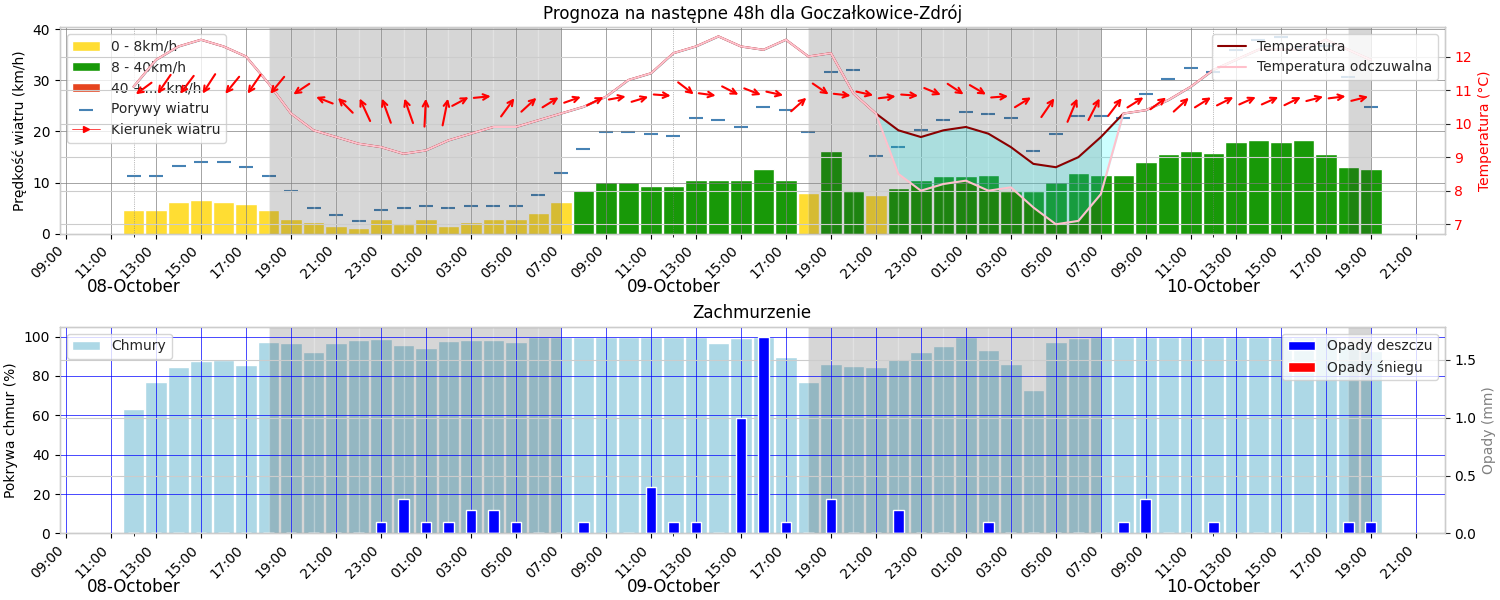 Prognoza na następne 48h dla Goczałkowice-Zdrój
Prędkość wiatru (km/h)
40
30
20
10
0
0 - 8km/h
8 - 40km/h
Porywy wiatru
Kierunek wiatru
Temperatura
Temperatura odczuwalna
12
11
10
9
8
7
Temperatura (°C)
09:00 11:00 13:00 15:00 17:00 19:00 21:00 23:00 01:00 03:00 05:00 07:00 09:00 11:00 13:00 15:00 17:00 19:00 21:00 23:00 01:00 03:00 05:00 07:00 09:00 11:00 13:00 15:00 17:00 19:00 21:00
08-October 09-October 10-October
Zachmurzenie
Pokrywa chmur (%)
100
80
60
40
20
0
Chmury
Opady deszczu
Opady śniegu
1.5
1.0
0.5
0.0
Opady (mm)
09:00 11:00 13:00 15:00 17:00 19:00 21:00 23:00 01:00 03:00 05:00 07:00 09:00 11:00 13:00 15:00 17:00 19:00 21:00 23:00 01:00 03:00 05:00 07:00 09:00 11:00 13:00 15:00 17:00 19:00 21:00
08-October 09-October 10-October